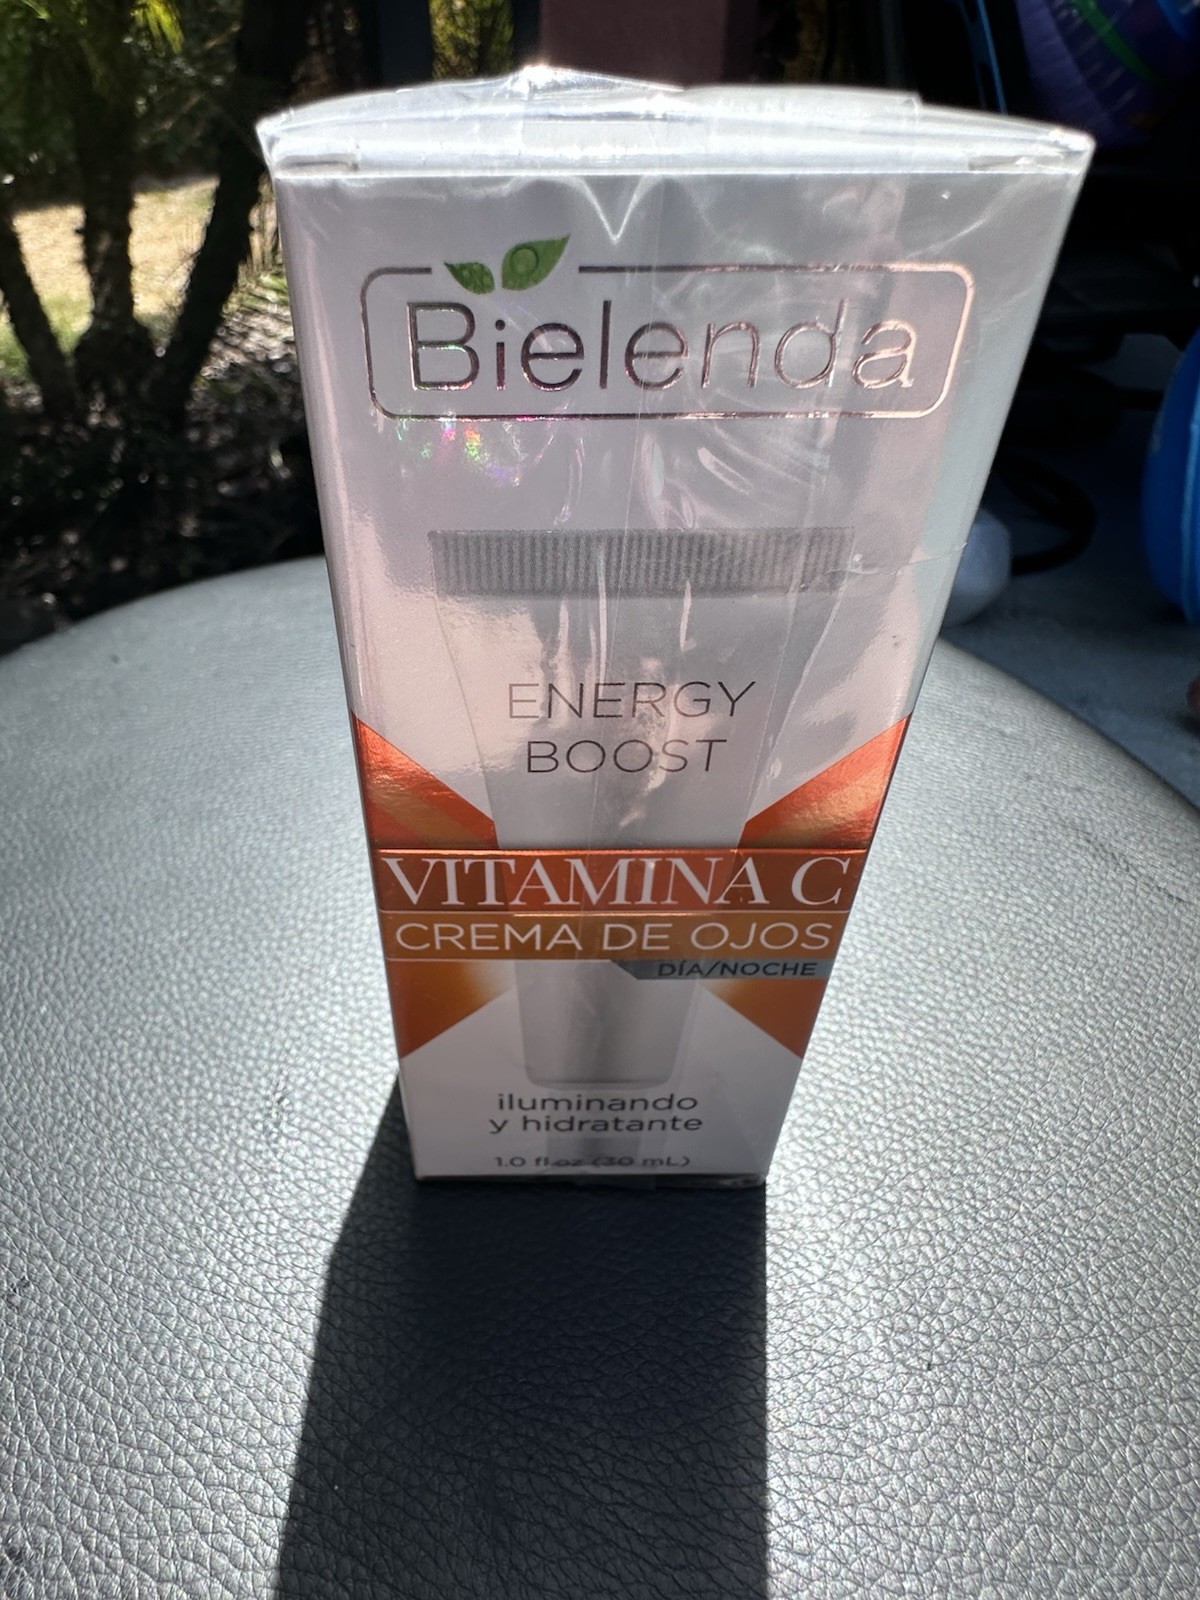 Bielenda
ENERGY
BOOST
VITAMINA C
CREMA DE OJOS
DÍA/NOCHE
iluminando
y hidratante
1.0 fl oz (30 mL)